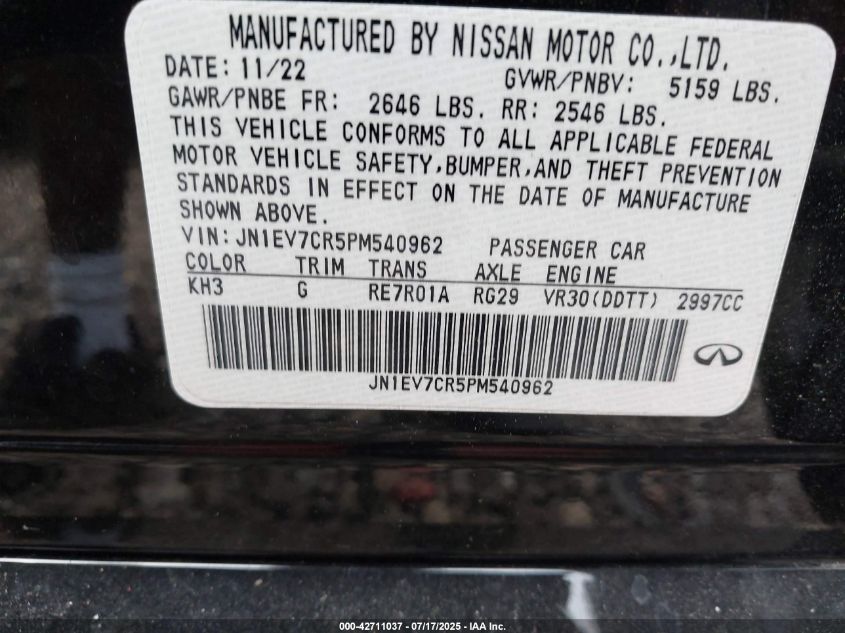 MANUFACTURED BY NISSAN MOTOR CO.,LTD.
DATE: 11/22 GVWR/PNBV: 5159 LBS.
GAWR/PNBE FR: 2646 LBS. RR: 2546 LBS.
THIS VEHICLE CONFORMS TO ALL APPLICABLE FEDERAL
MOTOR VEHICLE SAFETY,BUMPER,AND THEFT PREVENTION
STANDARDS IN EFFECT ON THE DATE OF MANUFACTURE
SHOWN ABOVE.
VIN: JN1EV7CR5PM540962 PASSENGER CAR
COLOR TRIM TRANS AXLE ENGINE
KH3 G RE7R01A RG29 VR30(DDTT) 2997CC
JN1EV7CR5PM540962
000-42711037 - 07/17/2025 - IAA Inc.